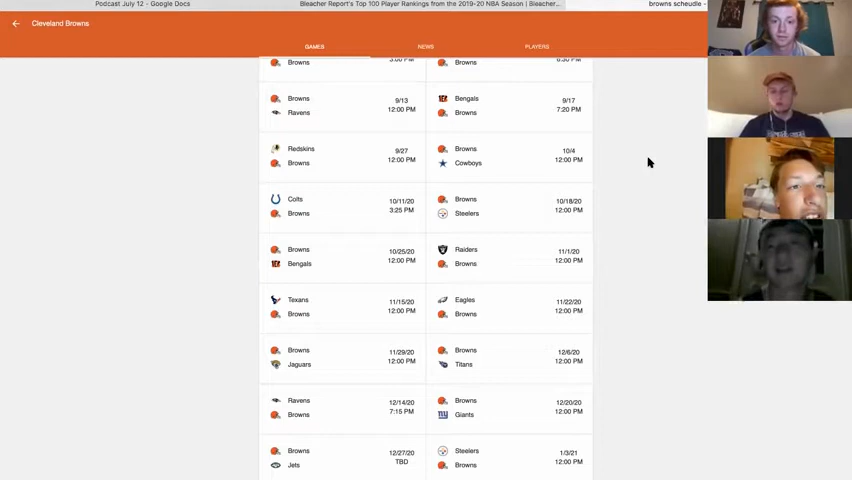 Podcast July 12 - Google Docs
Bleacher Report's Top 100 Player Rankings from the 2019-20 NBA Season | Bleacher...
browns scheudle -
Cleveland Browns
GAMES
NEWS
PLAYERS
Browns
3:00 PM
Browns
6:30 PM
Browns
Ravens
9/13
12:00 PM
Bengals
Browns
9/17
7:20 PM
Redskins
Browns
9/27
12:00 PM
Browns
Cowboys
10/4
12:00 PM
Colts
Browns
10/11/20
3:25 PM
Browns
Steelers
10/18/20
12:00 PM
Browns
Bengals
10/25/20
12:00 PM
Raiders
Browns
11/1/20
12:00 PM
Texans
Browns
11/15/20
12:00 PM
Eagles
Browns
11/22/20
12:00 PM
Browns
Jaguars
11/29/20
12:00 PM
Browns
Titans
12/6/20
12:00 PM
Ravens
Browns
12/14/20
7:15 PM
Browns
Giants
12/20/20
12:00 PM
Browns
Jets
12/27/20
TBD
Steelers
Browns
1/3/21
12:00 PM